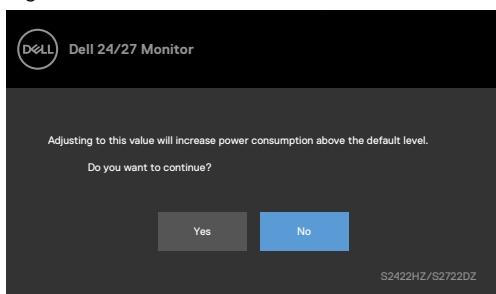 DELL Dell 24/27 Monitor
Adjusting to this value will increase power consumption above the default level.
Do you want to continue?
Yes No
S2422HZ/S2722DZ